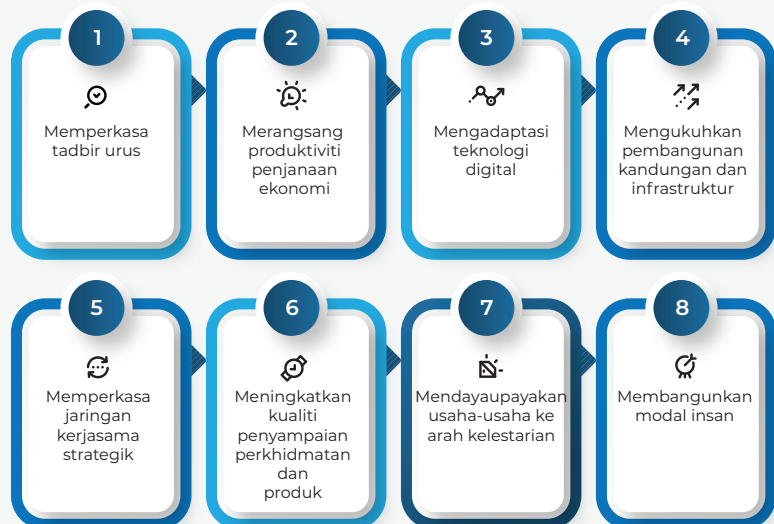 1
Memperkasa
tadbir urus
2
Merangsang
produktiviti
penjanaan
ekonomi
3
Mengadaptasi
teknologi
digital
4
Mengukuhkan
pembangunan
kandungan dan
infrastruktur
5
Memperkasa
jaringan
kerjasama
strategik
6
Meningkatkan
kualiti
penyampaian
perkhidmatan
dan
produk
7
Mendayaupayakan
usaha-usaha ke
arah kelestarian
8
Membangunkan
modal insan